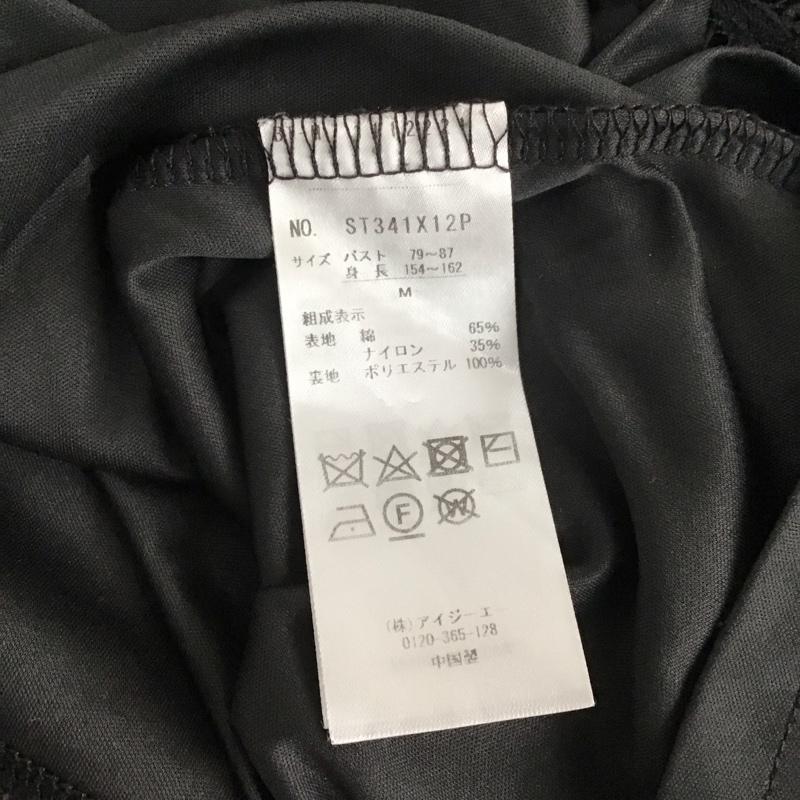 NO. ST341X12P
サイズ バスト 79~87
身長 154~162
M
組成表示
表地 綿 65%
ナイロン 35%
裏地 ポリエステル 100%
F
W
(株)アイジーエー
0120-365-128
中国製